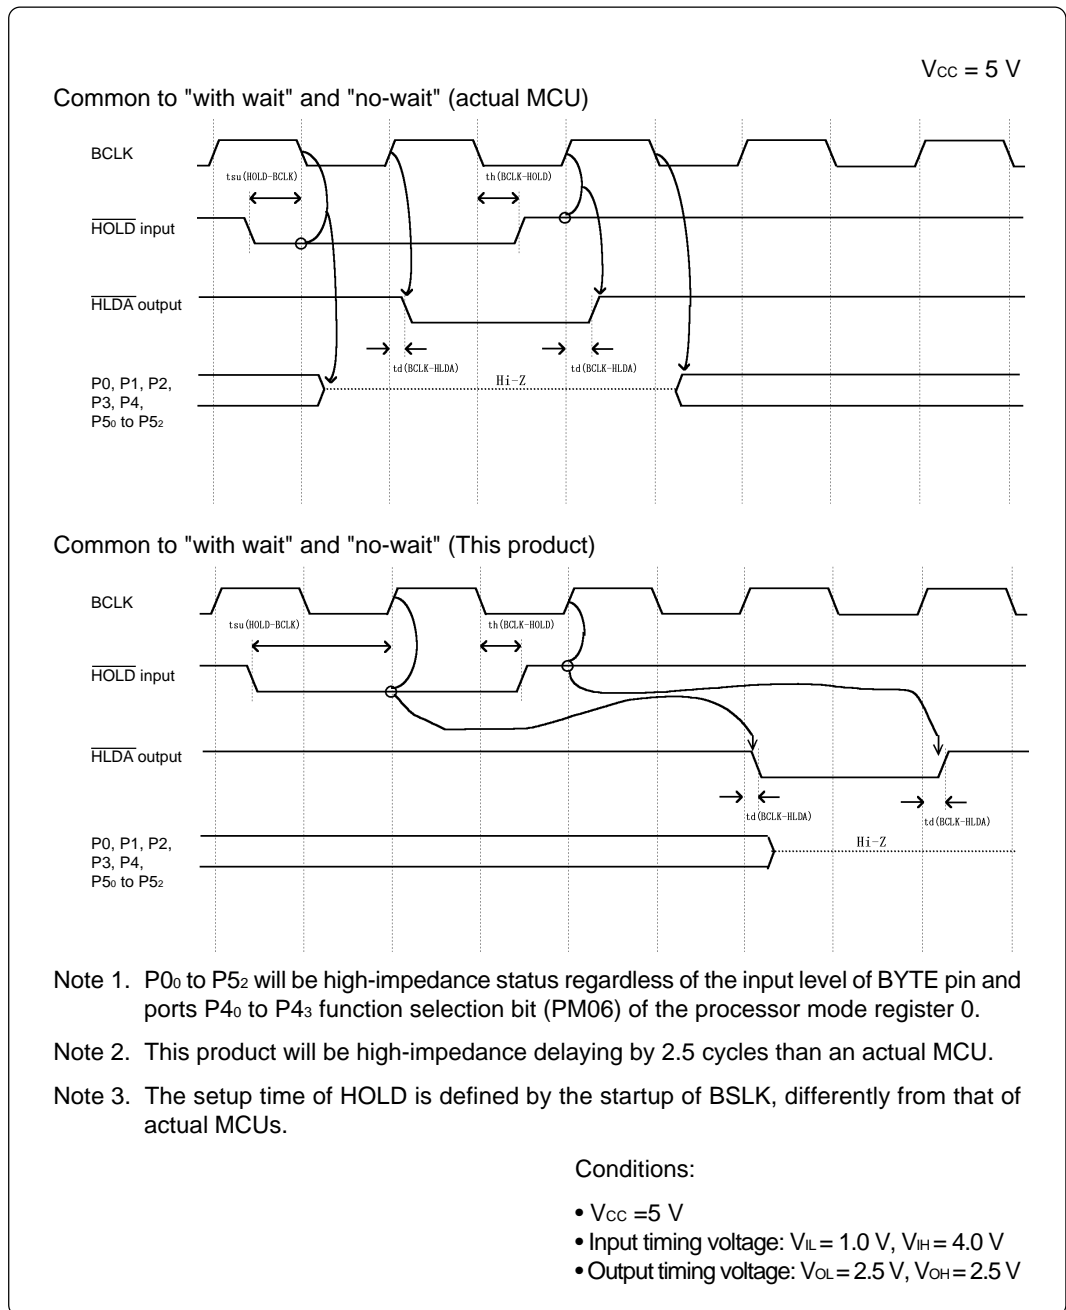 Vcc = 5 V
Common to "with wait" and "no-wait" (actual MCU)
BCLK
tsu(HOLD-BCLK)
th(BCLK-HOLD)
HOLD input
HLDA output
td(BCLK-HLDA)
td(BCLK-HLDA)
Hi-Z
P0, P1, P2,
P3, P4,
P50 to P52
Common to "with wait" and "no-wait" (This product)
BCLK
tsu(HOLD-BCLK)
th(BCLK-HOLD)
HOLD input
HLDA output
td(BCLK-HLDA)
td(BCLK-HLDA)
Hi-Z
P0, P1, P2,
P3, P4,
P50 to P52
Note 1. P00 to P52 will be high-impedance status regardless of the input level of BYTE pin and
ports P40 to P43 function selection bit (PM06) of the processor mode register 0.
Note 2. This product will be high-impedance delaying by 2.5 cycles than an actual MCU.
Note 3. The setup time of HOLD is defined by the startup of BSLK, differently from that of
actual MCUs.
Conditions:
• Vcc =5 V
• Input timing voltage: VIL = 1.0 V, VIH = 4.0 V
• Output timing voltage: VOL = 2.5 V, VOH = 2.5 V